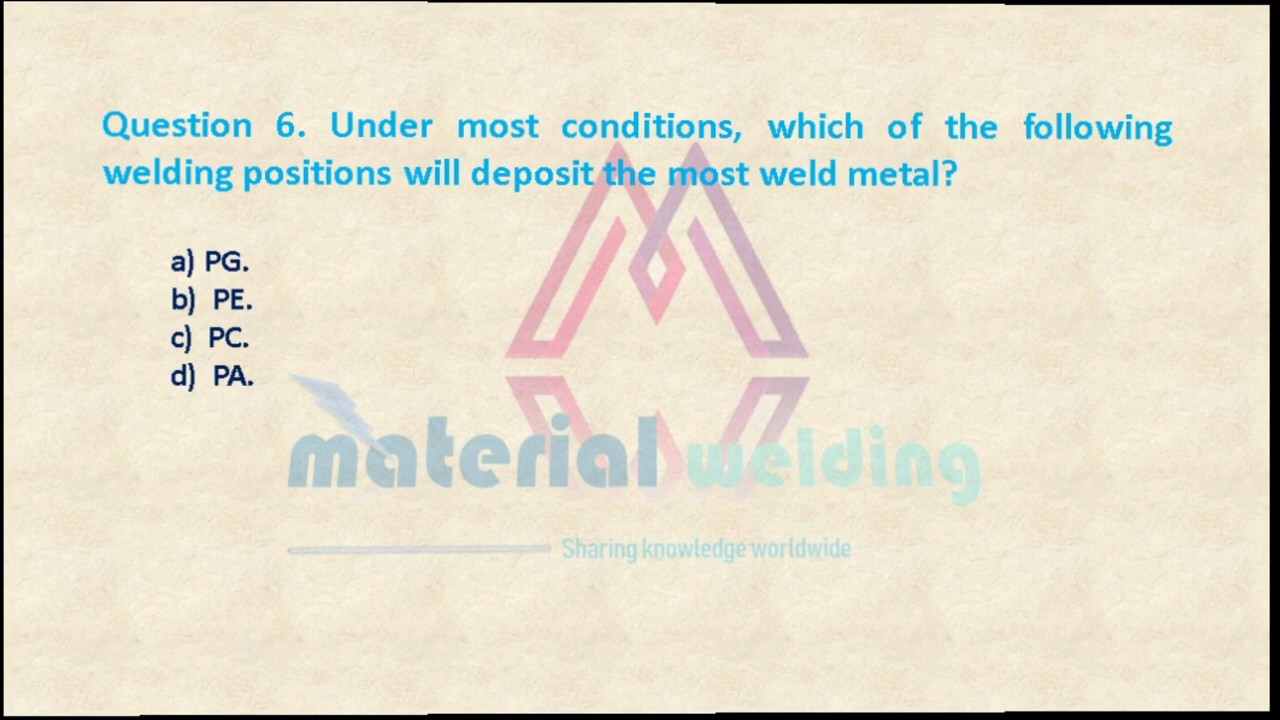 Question 6. Under most conditions, which of the following
welding positions will deposit the most weld metal?
a) PG.
b) PE.
c) PC.
d) PA.
material welding
Sharing knowledge worldwide